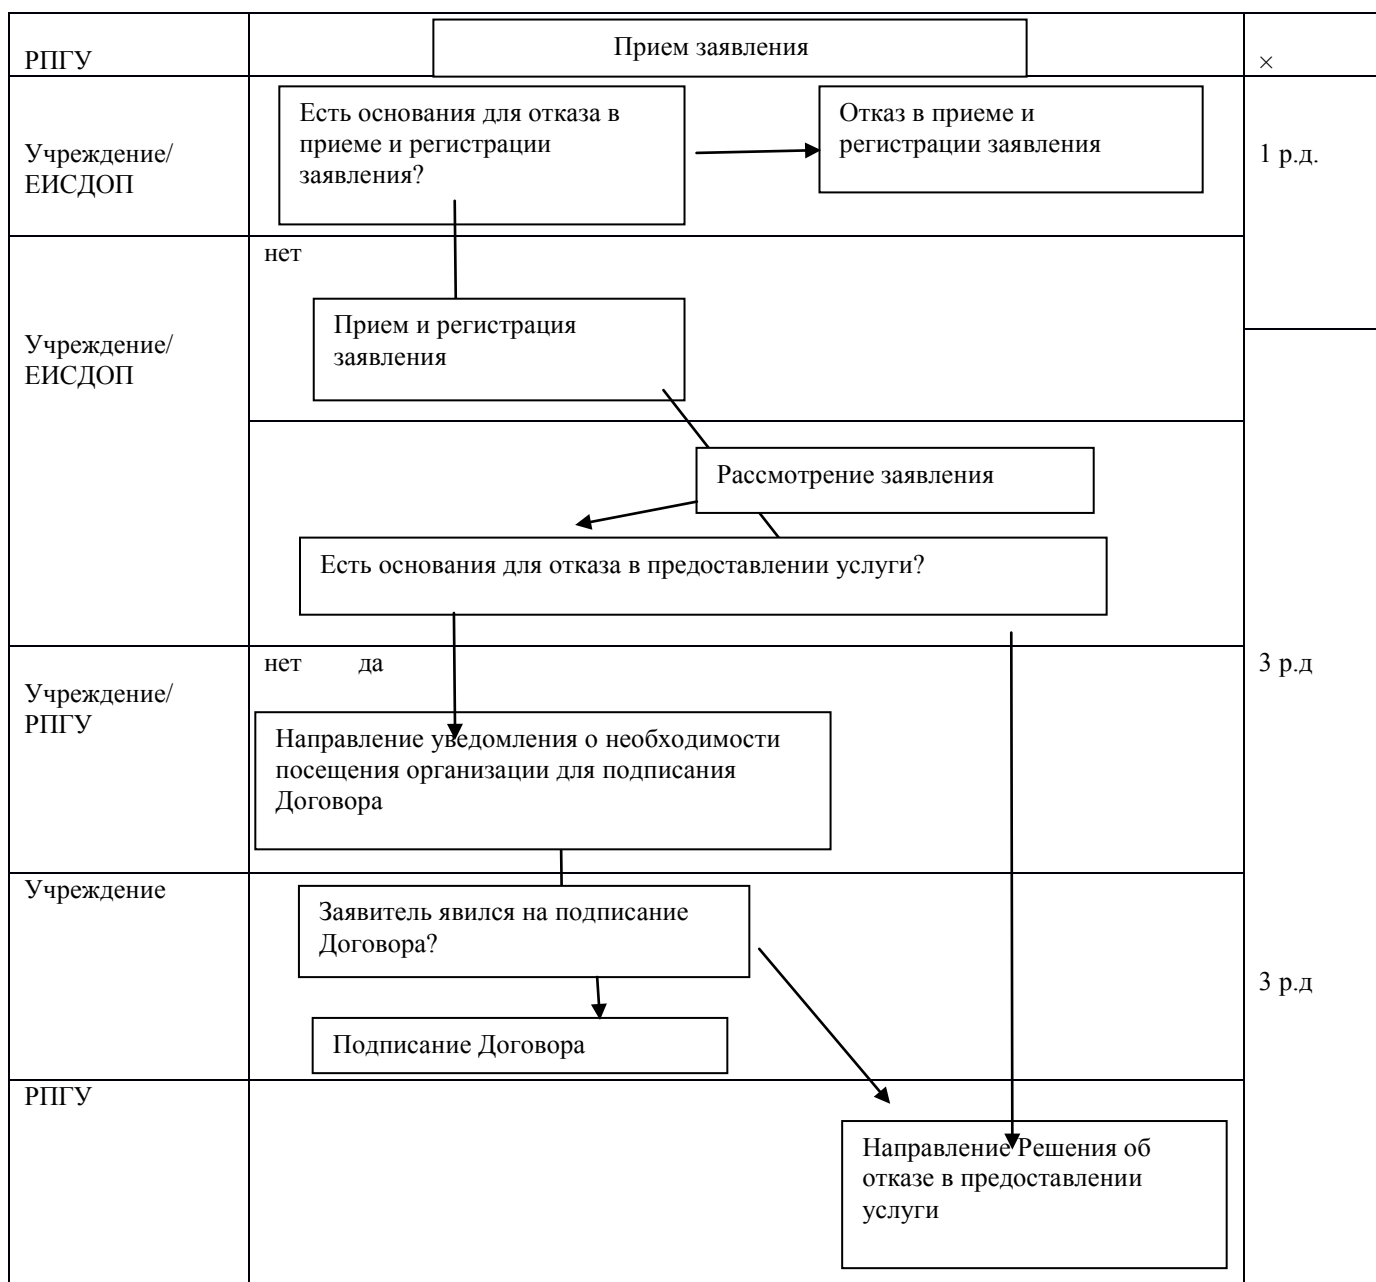 РПГУ
Прием заявления
×
Учреждение/
ЕИСДОП
Есть основания для отказа в
приеме и регистрации
заявления?
Отказ в приеме и
регистрации заявления
1 р.д.
нет
Учреждение/
ЕИСДОП
Прием и регистрация
заявления
Рассмотрение заявления
Есть основания для отказа в предоставлении услуги?
нет да
3 р.д
Учреждение/
РПГУ
Направление уведомления о необходимости
посещения организации для подписания
Договора
Учреждение
Заявитель явился на подписание
Договора?
3 р.д
Подписание Договора
РПГУ
Направление Решения об
отказе в предоставлении
услуги